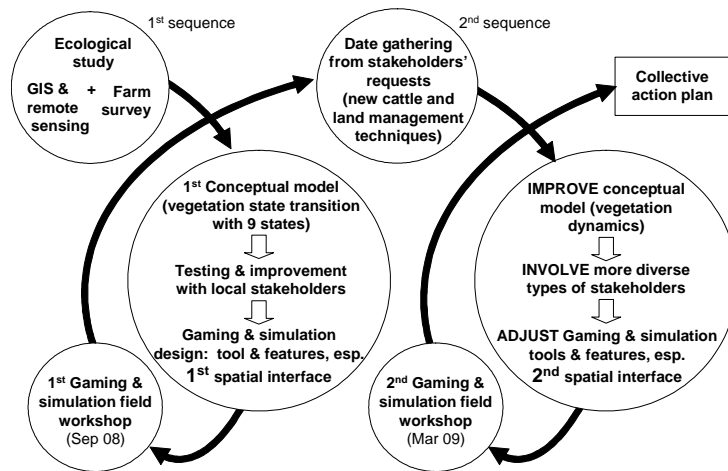 1st sequence
Ecological
study
GIS & + Farm
remote survey
sensing
1st Conceptual model
(vegetation state transition
with 9 states)
Testing & improvement
with local stakeholders
Gaming & simulation
design: tool & features, esp.
1st spatial interface
1st Gaming &
simulation field
workshop
(Sep 08)
2nd sequence
Date gathering
from stakeholders’
requests
(new cattle and
land management
techniques)
IMPROVE conceptual
model (vegetation
dynamics)
INVOLVE more diverse
types of stakeholders
ADJUST Gaming & simulation
tools & features, esp.
2nd spatial interface
2nd Gaming &
simulation field
workshop
(Mar 09)
Collective
action plan